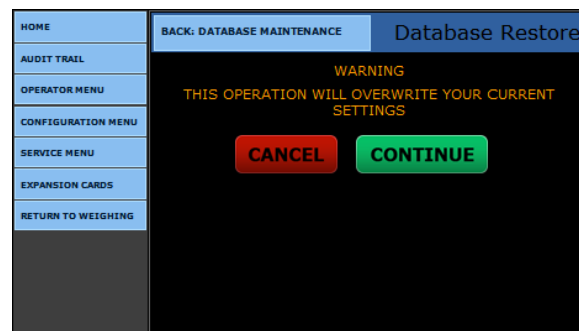 HOME
AUDIT TRAIL
OPERATOR MENU
CONFIGURATION MENU
SERVICE MENU
EXPANSION CARDS
RETURN TO WEIGHING
BACK: DATABASE MAINTENANCE
Database Restore
WARNING
THIS OPERATION WILL OVERWRITE YOUR CURRENT
SETTINGS
CANCEL
CONTINUE